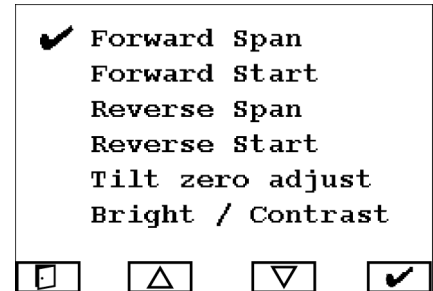 Forward Span
Forward Start
Reverse Span
Reverse Start
Tilt zero adjust
Bright / Contrast